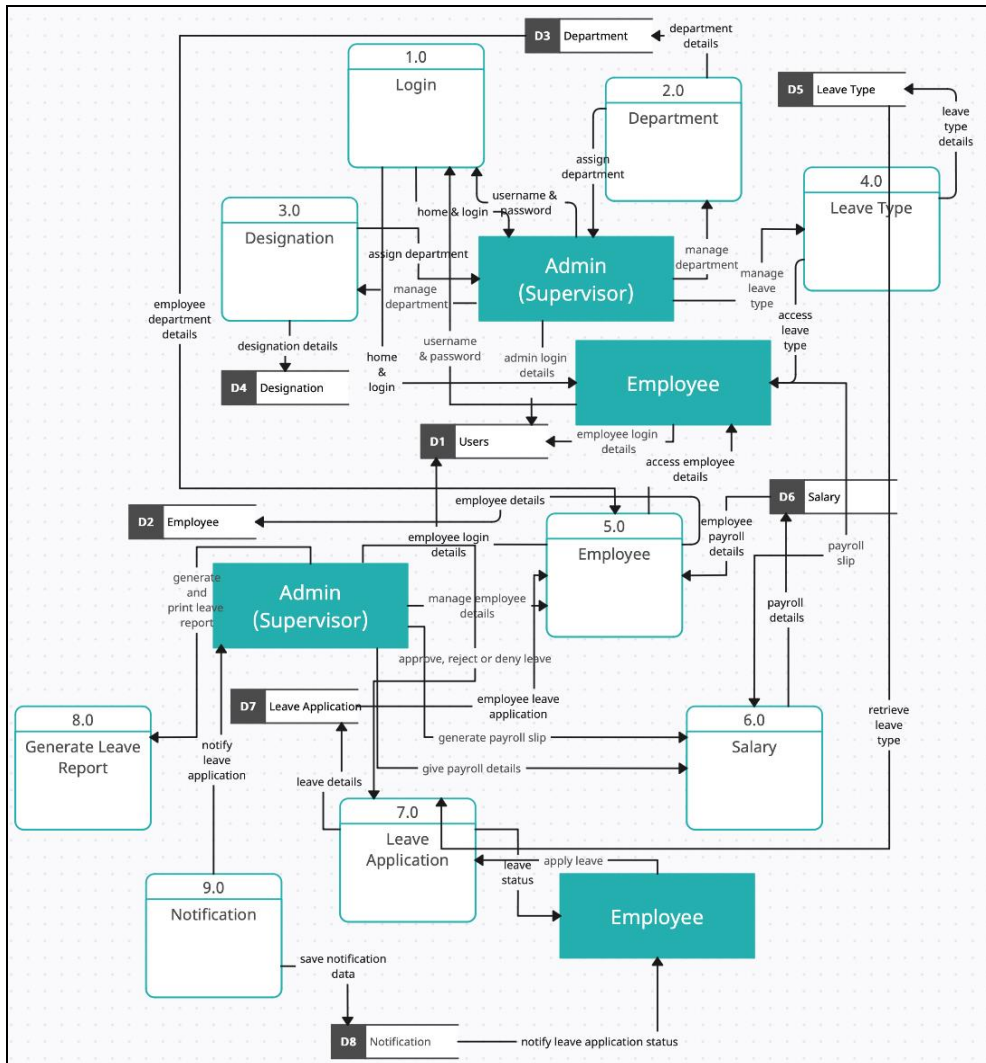 D3 Department
department
details
1.0
Login
2.0
Department
D5 Leave Type
leave
type
details
assign
department
4.0
Leave Type
username &
password
home & login
3.0
Designation
assign department
Admin
(Supervisor)
manage
department
manage
department
manage
leave
type
employee
department
details
access
leave
type
designation details
username
& password
admin login
details
home
&
login
D4 Designation
Employee
D1 Users
employee login
details
access employee
details
D6 Salary
employee details
D2 Employee
employee login
details
5.0
Employee
employee
payroll
details
payroll
slip
generate
and
print leave
report
Admin
(Supervisor)
manage employee
details
payroll
details
approve, reject or deny leave
D7 Leave Application
employee leave
application
8.0
Generate Leave
Report
notify
leave
application
generate payroll slip
6.0
Salary
retrieve
leave
type
give payroll details
leave details
7.0
Leave
Application
leave
status
apply leave
9.0
Notification
Employee
save notification
data
D8 Notification
notify leave application status